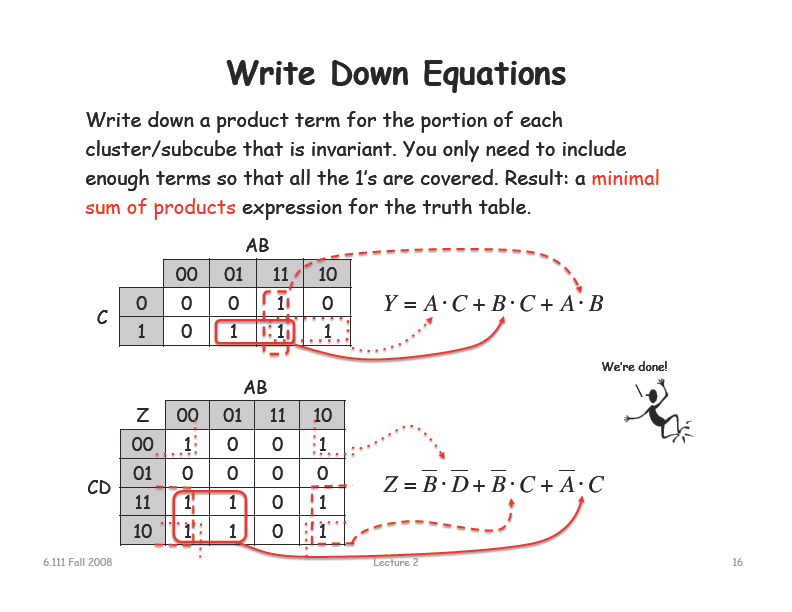 Write Down Equations
Write down a product term for the portion of each
cluster/subcube that is invariant. You only need to include
enough terms so that all the 1's are covered. Result: a minimal
sum of products expression for the truth table.
AB
00 01 11 10
C 0 0 0 1 0
1 0 1 1 1
Y = A · C + B · C + A · B
We're done!
AB
Z 00 01 11 10
00 1 0 0 1
01 0 0 0 0
CD
11 1 1 0 1
10 1 1 0 1
Z = B̅ · D̅ + B̅ · C + A̅ · C
6.111 Fall 2008 Lecture 2 16